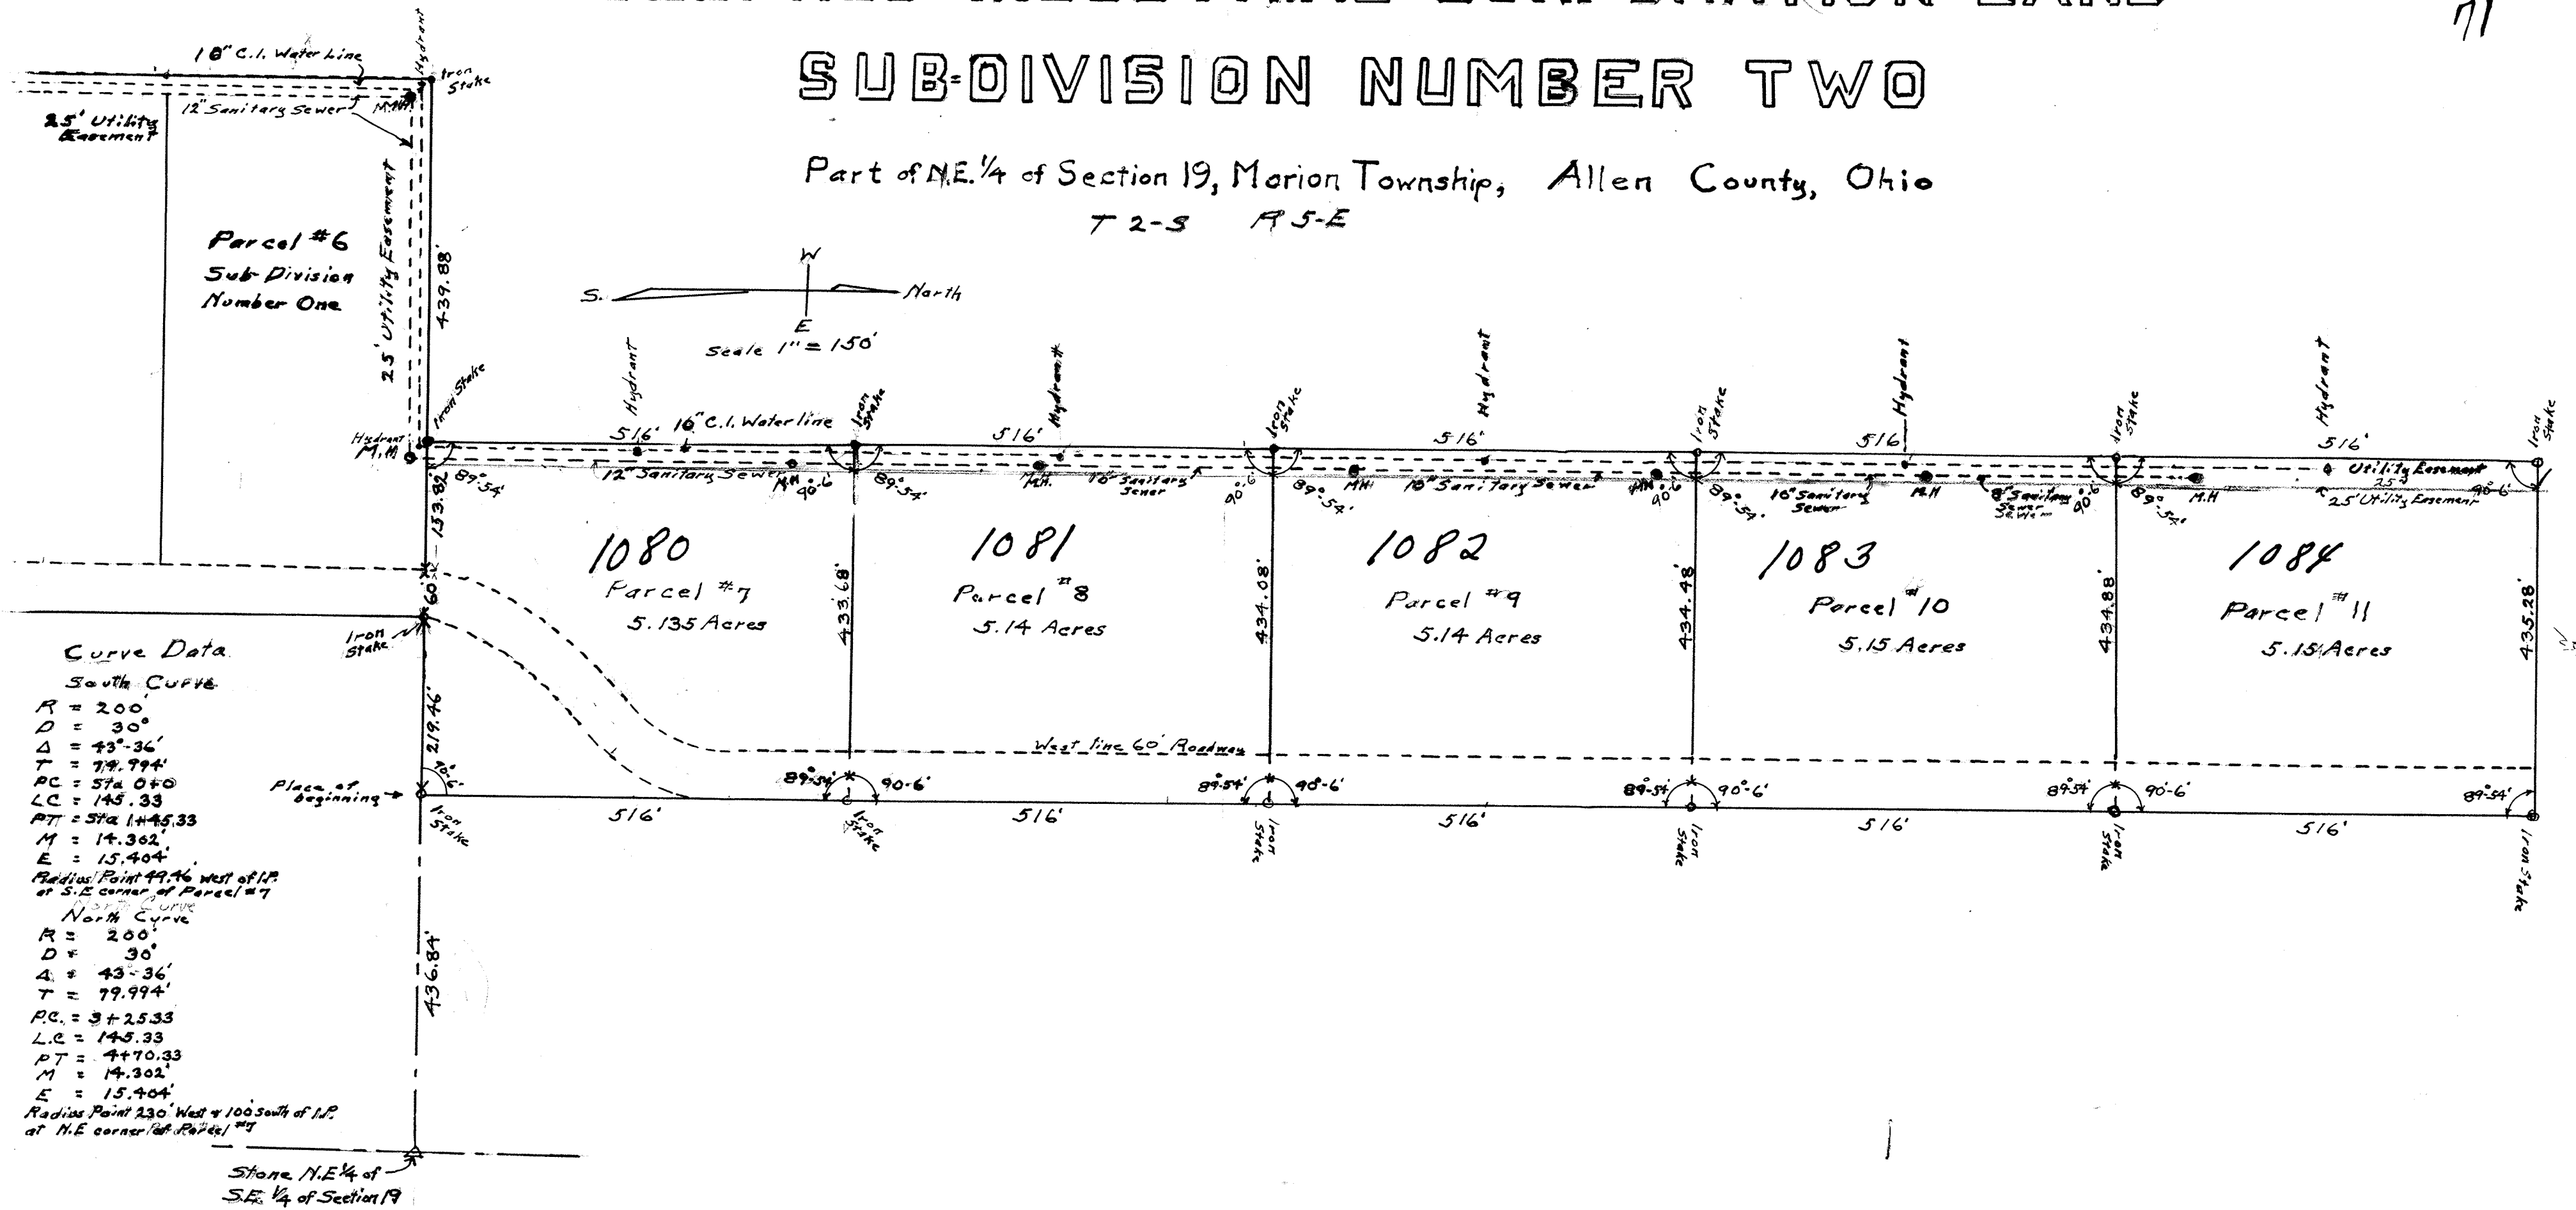 71
SUB-DIVISION NUMBER TWO
Part of N.E. 1/4 of Section 19, Marion Township, Allen County, Ohio
T 2-S R 5-E
W
S. North
E
Scale 1" = 150'
Hydrant
Iron Stake
12" Sanitary Sewer
M.H.
25' Utility Easement
25' Utility Easement
439.88'
Parcel #6
Sub-Division
Number One
Iron Stake
Hydrant
M.H
Hydrant
516'
16" C.I. Water line
Iron Stake
516'
Hydrant
Iron Stake
516'
Hydrant
Iron Stake
516
Hydrant
Iron Stake
516'
Hydrant
Iron Stake
89°-54'
12" Sanitary Sewer
M.H
90°-6'
89°-54'
M.H.
10" Sanitary Sewer
90°-6'
89°-54'
M.H
10" Sanitary Sewer
M.H
90°-6'
89°-54'
10" Sanitary Sewer
M.H
8" Sanitary Sewer
90°-6'
89°-54'
M.H
Utility Easement
25'
25' Utility Easement
90°-6'
153.82'
60'
1080
Parcel #7
5.135 Acres
433.68'
1081
Parcel #8
5.14 Acres
434.08'
1082
Parcel #9
5.14 Acres
434.48'
1083
Parcel #10
5.15 Acres
434.88'
1084
Parcel #11
5.15 Acres
435.28'
Iron Stake
219.46'
West line 60' Roadway
Place of beginning
90°-6'
Iron Stake
516'
89°-54' 90-6'
Iron Stake
516'
89-54' 90°-6'
Iron Stake
516'
89°-54' 90°-6'
Iron Stake
516'
89°-54' 90°-6'
Iron Stake
516'
89°54'
Iron Stake
Curve Data
South Curve
R = 200'
D = 30°
Δ = 43°-36'
T = 79.994'
PC = Sta 0+0
LC = 145.33
PT = Sta 1+45.33
M = 14.302'
E = 15.404'
Radius Point 49.46 West of I.P.
at S.E corner of Parcel #7
North Curve
R = 200'
D = 30°
Δ = 43-36'
T = 79.994'
P.C. = 3+25.33
L.C = 145.33
PT = 4+70.33
M = 14.302'
E = 15.404'
Radius Point 230' West & 100' South of I.P.
at N.E corner of Parcel #7
436.84'
Stone N.E 1/4 of
S.E. 1/4 of Section 19